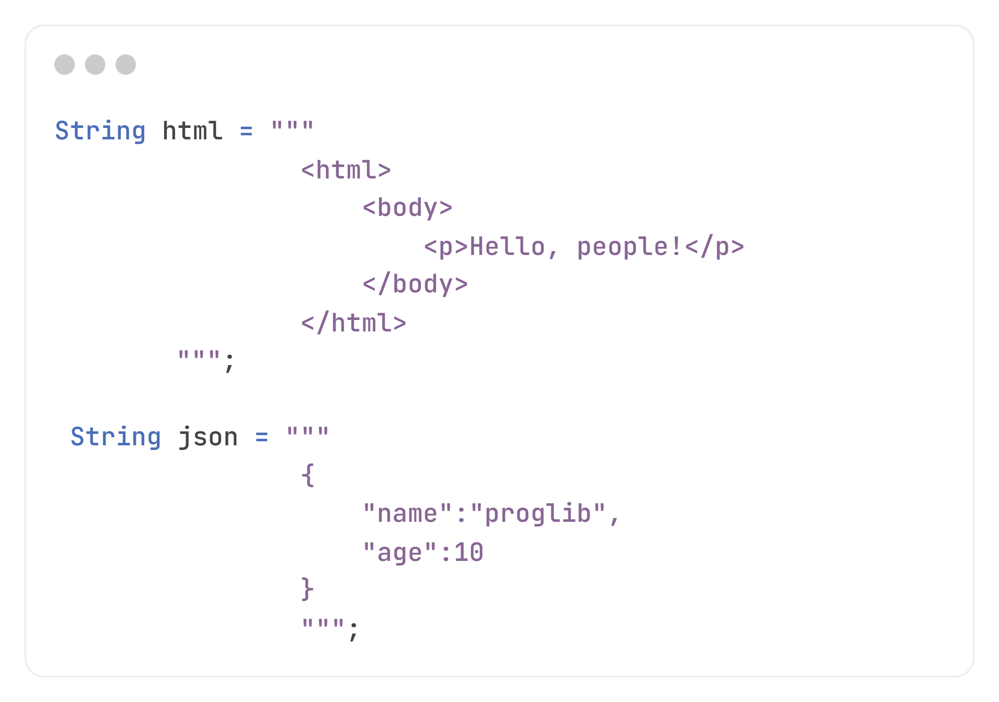 String html = """
                <html>
                    <body>
                        <p>Hello, people!</p>
                    </body>
                </html>
        """;

 String json = """
                {
                    "name":"proglib",
                    "age":10
                }
                """;